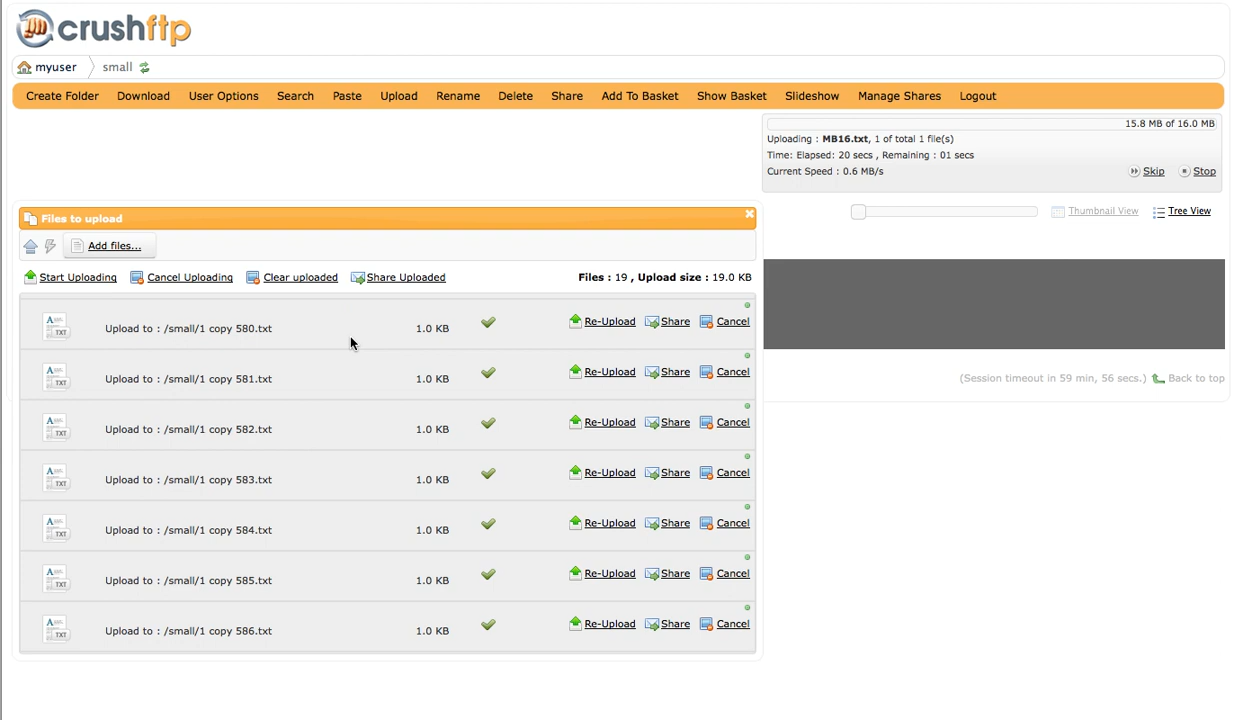 crushftp
myuser small
Create Folder Download User Options Search Paste Upload Rename Delete Share Add To Basket Show Basket Slideshow Manage Shares Logout
15.8 MB of 16.0 MB
Uploading : MB16.txt, 1 of total 1 file(s)
Time: Elapsed: 20 secs , Remaining : 01 secs
Current Speed : 0.6 MB/s Skip Stop
Thumbnail View Tree View
Files to upload
Add files...
Start Uploading Cancel Uploading Clear uploaded Share Uploaded Files : 19 , Upload size : 19.0 KB
TXT Upload to : /small/1 copy 580.txt 1.0 KB Re-Upload Share Cancel
TXT Upload to : /small/1 copy 581.txt 1.0 KB Re-Upload Share Cancel
(Session timeout in 59 min, 56 secs.) Back to top
TXT Upload to : /small/1 copy 582.txt 1.0 KB Re-Upload Share Cancel
TXT Upload to : /small/1 copy 583.txt 1.0 KB Re-Upload Share Cancel
TXT Upload to : /small/1 copy 584.txt 1.0 KB Re-Upload Share Cancel
TXT Upload to : /small/1 copy 585.txt 1.0 KB Re-Upload Share Cancel
TXT Upload to : /small/1 copy 586.txt 1.0 KB Re-Upload Share Cancel